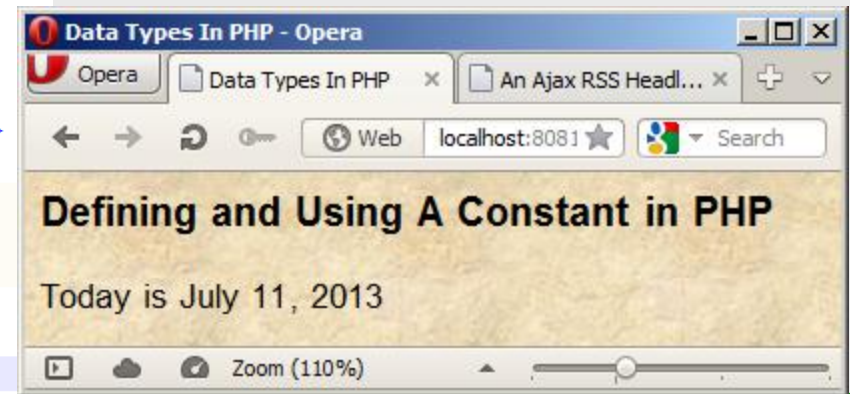 Data Types In PHP - Opera
Opera
Data Types In PHP
An Ajax RSS Headl...
Web
localhost:8081
Search
Defining and Using A Constant in PHP
Today is July 11, 2013
Zoom (110%)